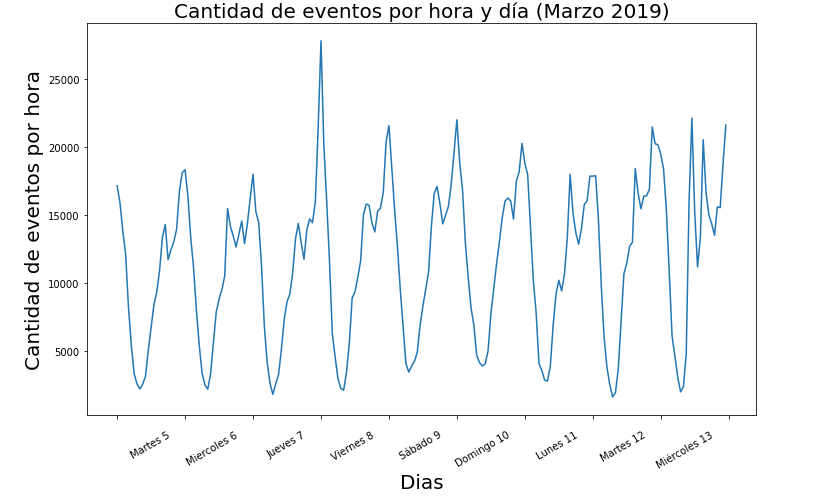 Cantidad de eventos por hora y día (Marzo 2019)
Cantidad de eventos por hora
25000
20000
15000
10000
5000
Martes 5
Miercoles 6
Jueves 7
Viernes 8
Sábado 9
Domingo 10
Lunes 11
Martes 12
Miércoles 13
Dias